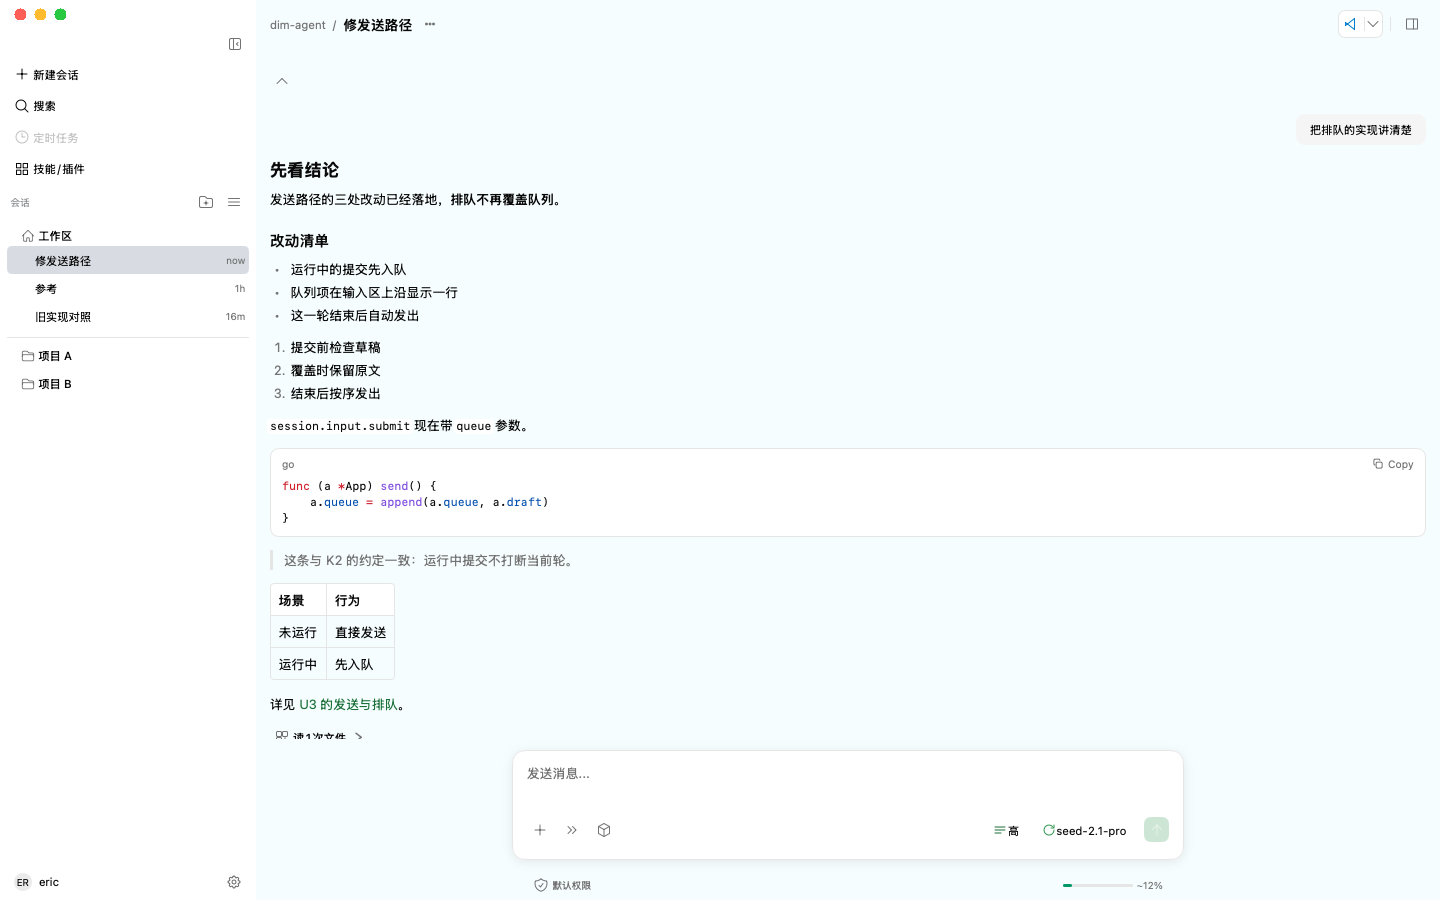 dim-agent / 修发送路径 ···
新建会话
搜索
定时任务
技能/插件
会话
工作区
修发送路径 now
参考 1h
旧实现对照 16m
项目 A
项目 B
ER eric
把排队的实现讲清楚
先看结论
发送路径的三处改动已经落地，排队不再覆盖队列。
改动清单
• 运行中的提交先入队
• 队列项在输入区上沿显示一行
• 这一轮结束后自动发出
1. 提交前检查草稿
2. 覆盖时保留原文
3. 结束后按序发出
session.input.submit 现在带 queue 参数。
go Copy
func (a *App) send() {
    a.queue = append(a.queue, a.draft)
}
这条与 K2 的约定一致：运行中提交不打断当前轮。
场景 行为
未运行 直接发送
运行中 先入队
详见 U3 的发送与排队。
读1次文件
发送消息...
高 seed-2.1-pro
默认权限 ~12%